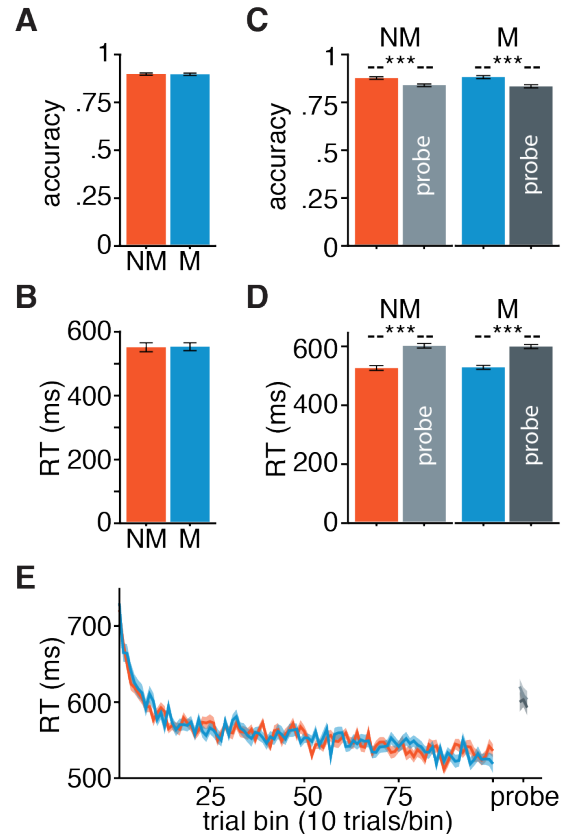 A
accuracy
1
.75
.5
.25
0
NM M
C
NM M
*** ***
accuracy
1
.75
.5
.25
0
probe
probe
B
RT (ms)
600
400
200
0
NM M
D
NM M
*** ***
RT (ms)
600
400
200
0
probe
probe
E
RT (ms)
700
600
500
25 50 75 probe
trial bin (10 trials/bin)